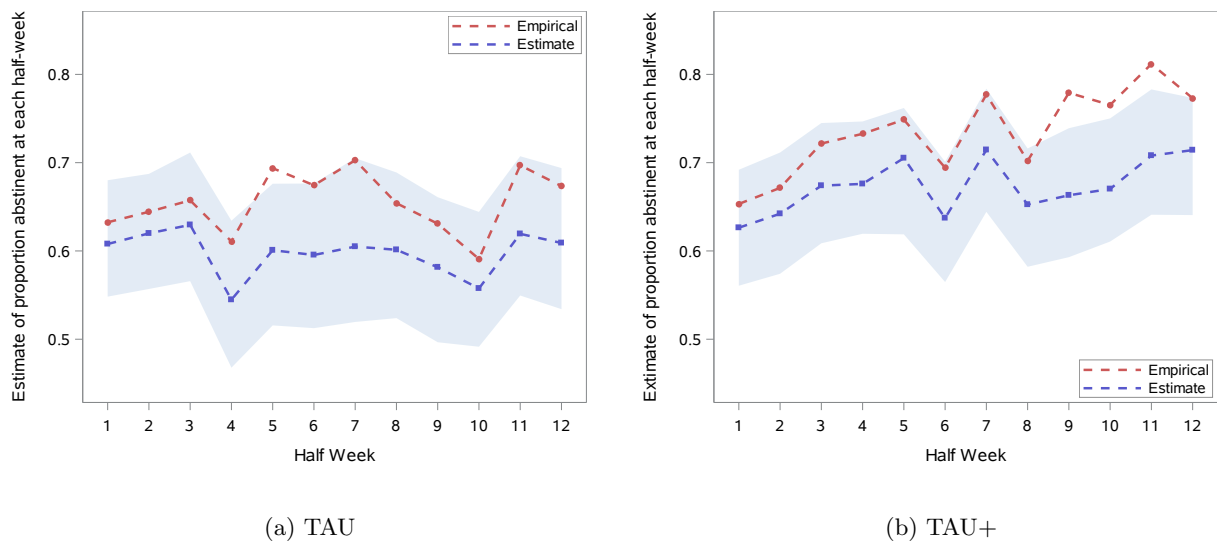 Estimate of proportion abstinent at each half-week
Empirical
Estimate
0.8
0.7
0.6
0.5
1 2 3 4 5 6 7 8 9 10 11 12
Half Week
(a) TAU
Extimate of proportion abstinent at each half-week
0.8
0.7
0.6
0.5
Empirical
Estimate
1 2 3 4 5 6 7 8 9 10 11 12
Half Week
(b) TAU+